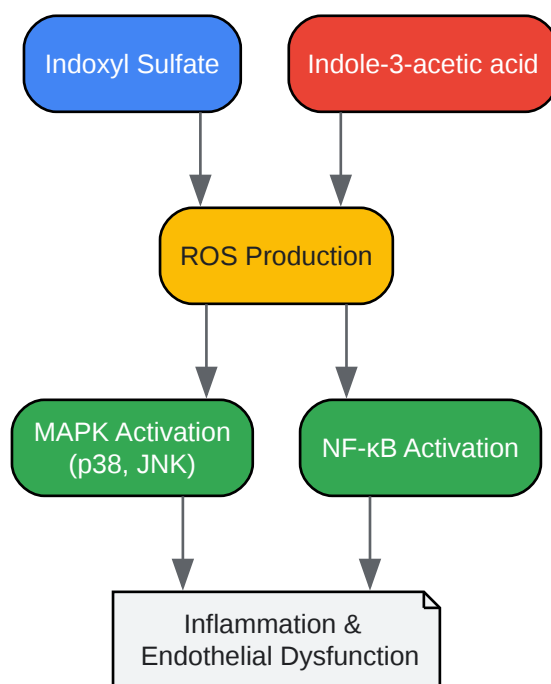 Indoxyl Sulfate
Indole-3-acetic acid
ROS Production
MAPK Activation
(p38, JNK)
NF-κB Activation
Inflammation &
Endothelial Dysfunction